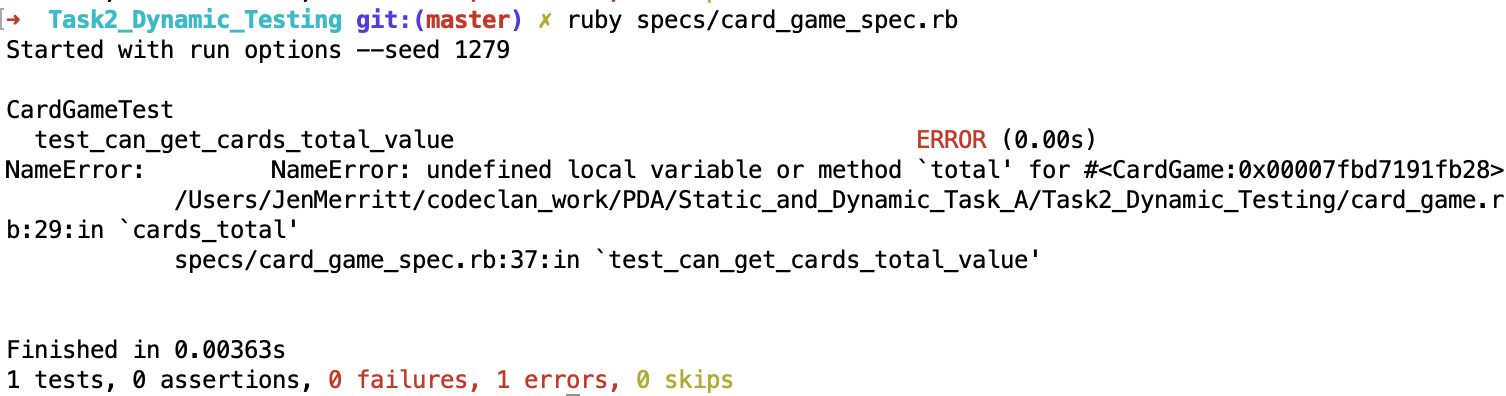 ➜  Task2_Dynamic_Testing git:(master) ✗ ruby specs/card_game_spec.rb
Started with run options --seed 1279
CardGameTest
  test_can_get_cards_total_value                                 ERROR (0.00s)
NameError:         NameError: undefined local variable or method `total' for #<CardGame:0x00007fbd7191fb28>
            /Users/JenMerritt/codeclan_work/PDA/Static_and_Dynamic_Task_A/Task2_Dynamic_Testing/card_game.r
b:29:in `cards_total'
            specs/card_game_spec.rb:37:in `test_can_get_cards_total_value'
Finished in 0.00363s
1 tests, 0 assertions, 0 failures, 1 errors, 0 skips